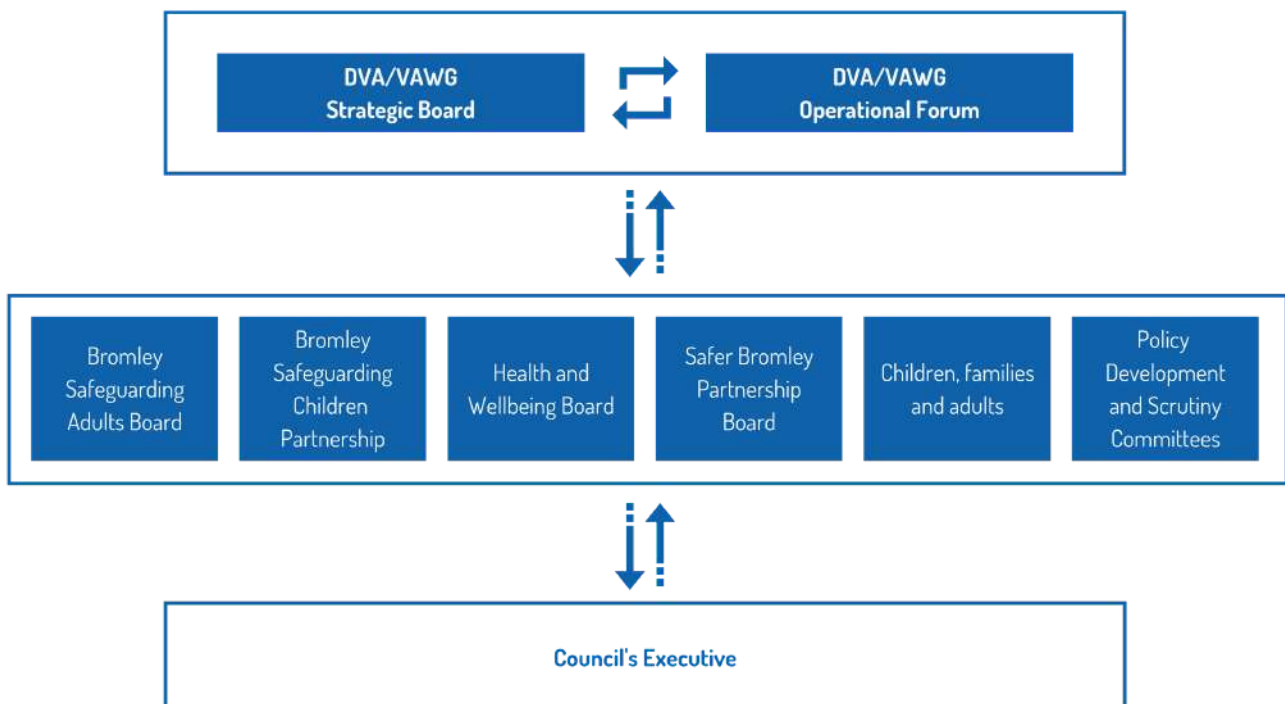 DVA/VAWG
Strategic Board
DVA/VAWG
Operational Forum
Bromley
Safeguarding
Adults Board
Bromley
Safeguarding
Children
Partnership
Health and
Wellbeing Board
Safer Bromley
Partnership
Board
Children, families
and adults
Policy
Development
and Scrutiny
Committees
Council's Executive